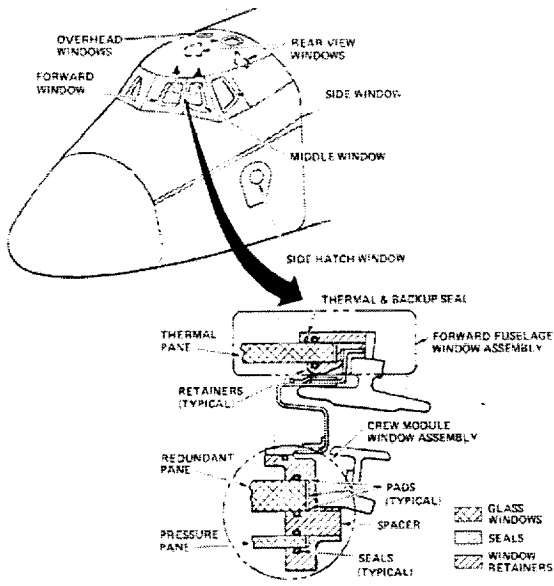 OVERHEAD
WINDOWS
REAR VIEW
WINDOWS
FORWARD
WINDOW
SIDE WINDOW
MIDDLE WINDOW
SIDE HATCH WINDOW
THERMAL & BACKUP SEAL
THERMAL
PANE
FORWARD FUSELAGE
WINDOW ASSEMBLY
RETAINERS
(TYPICAL)
CREW MODULE
WINDOW ASSEMBLY
REDUNDANT
PANE
PADS
(TYPICAL)
SPACER
PRESSURE
PANE
SEALS
(TYPICAL)
GLASS
WINDOWS
SEALS
WINDOW
RETAINERS